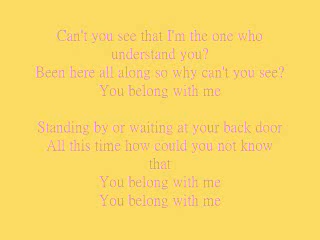 Can't you see that I'm the one who
understand you?
Been here all along so why can't you see?
You belong with me
Standing by or waiting at your back door
All this time how could you not know
that
You belong with me
You belong with me